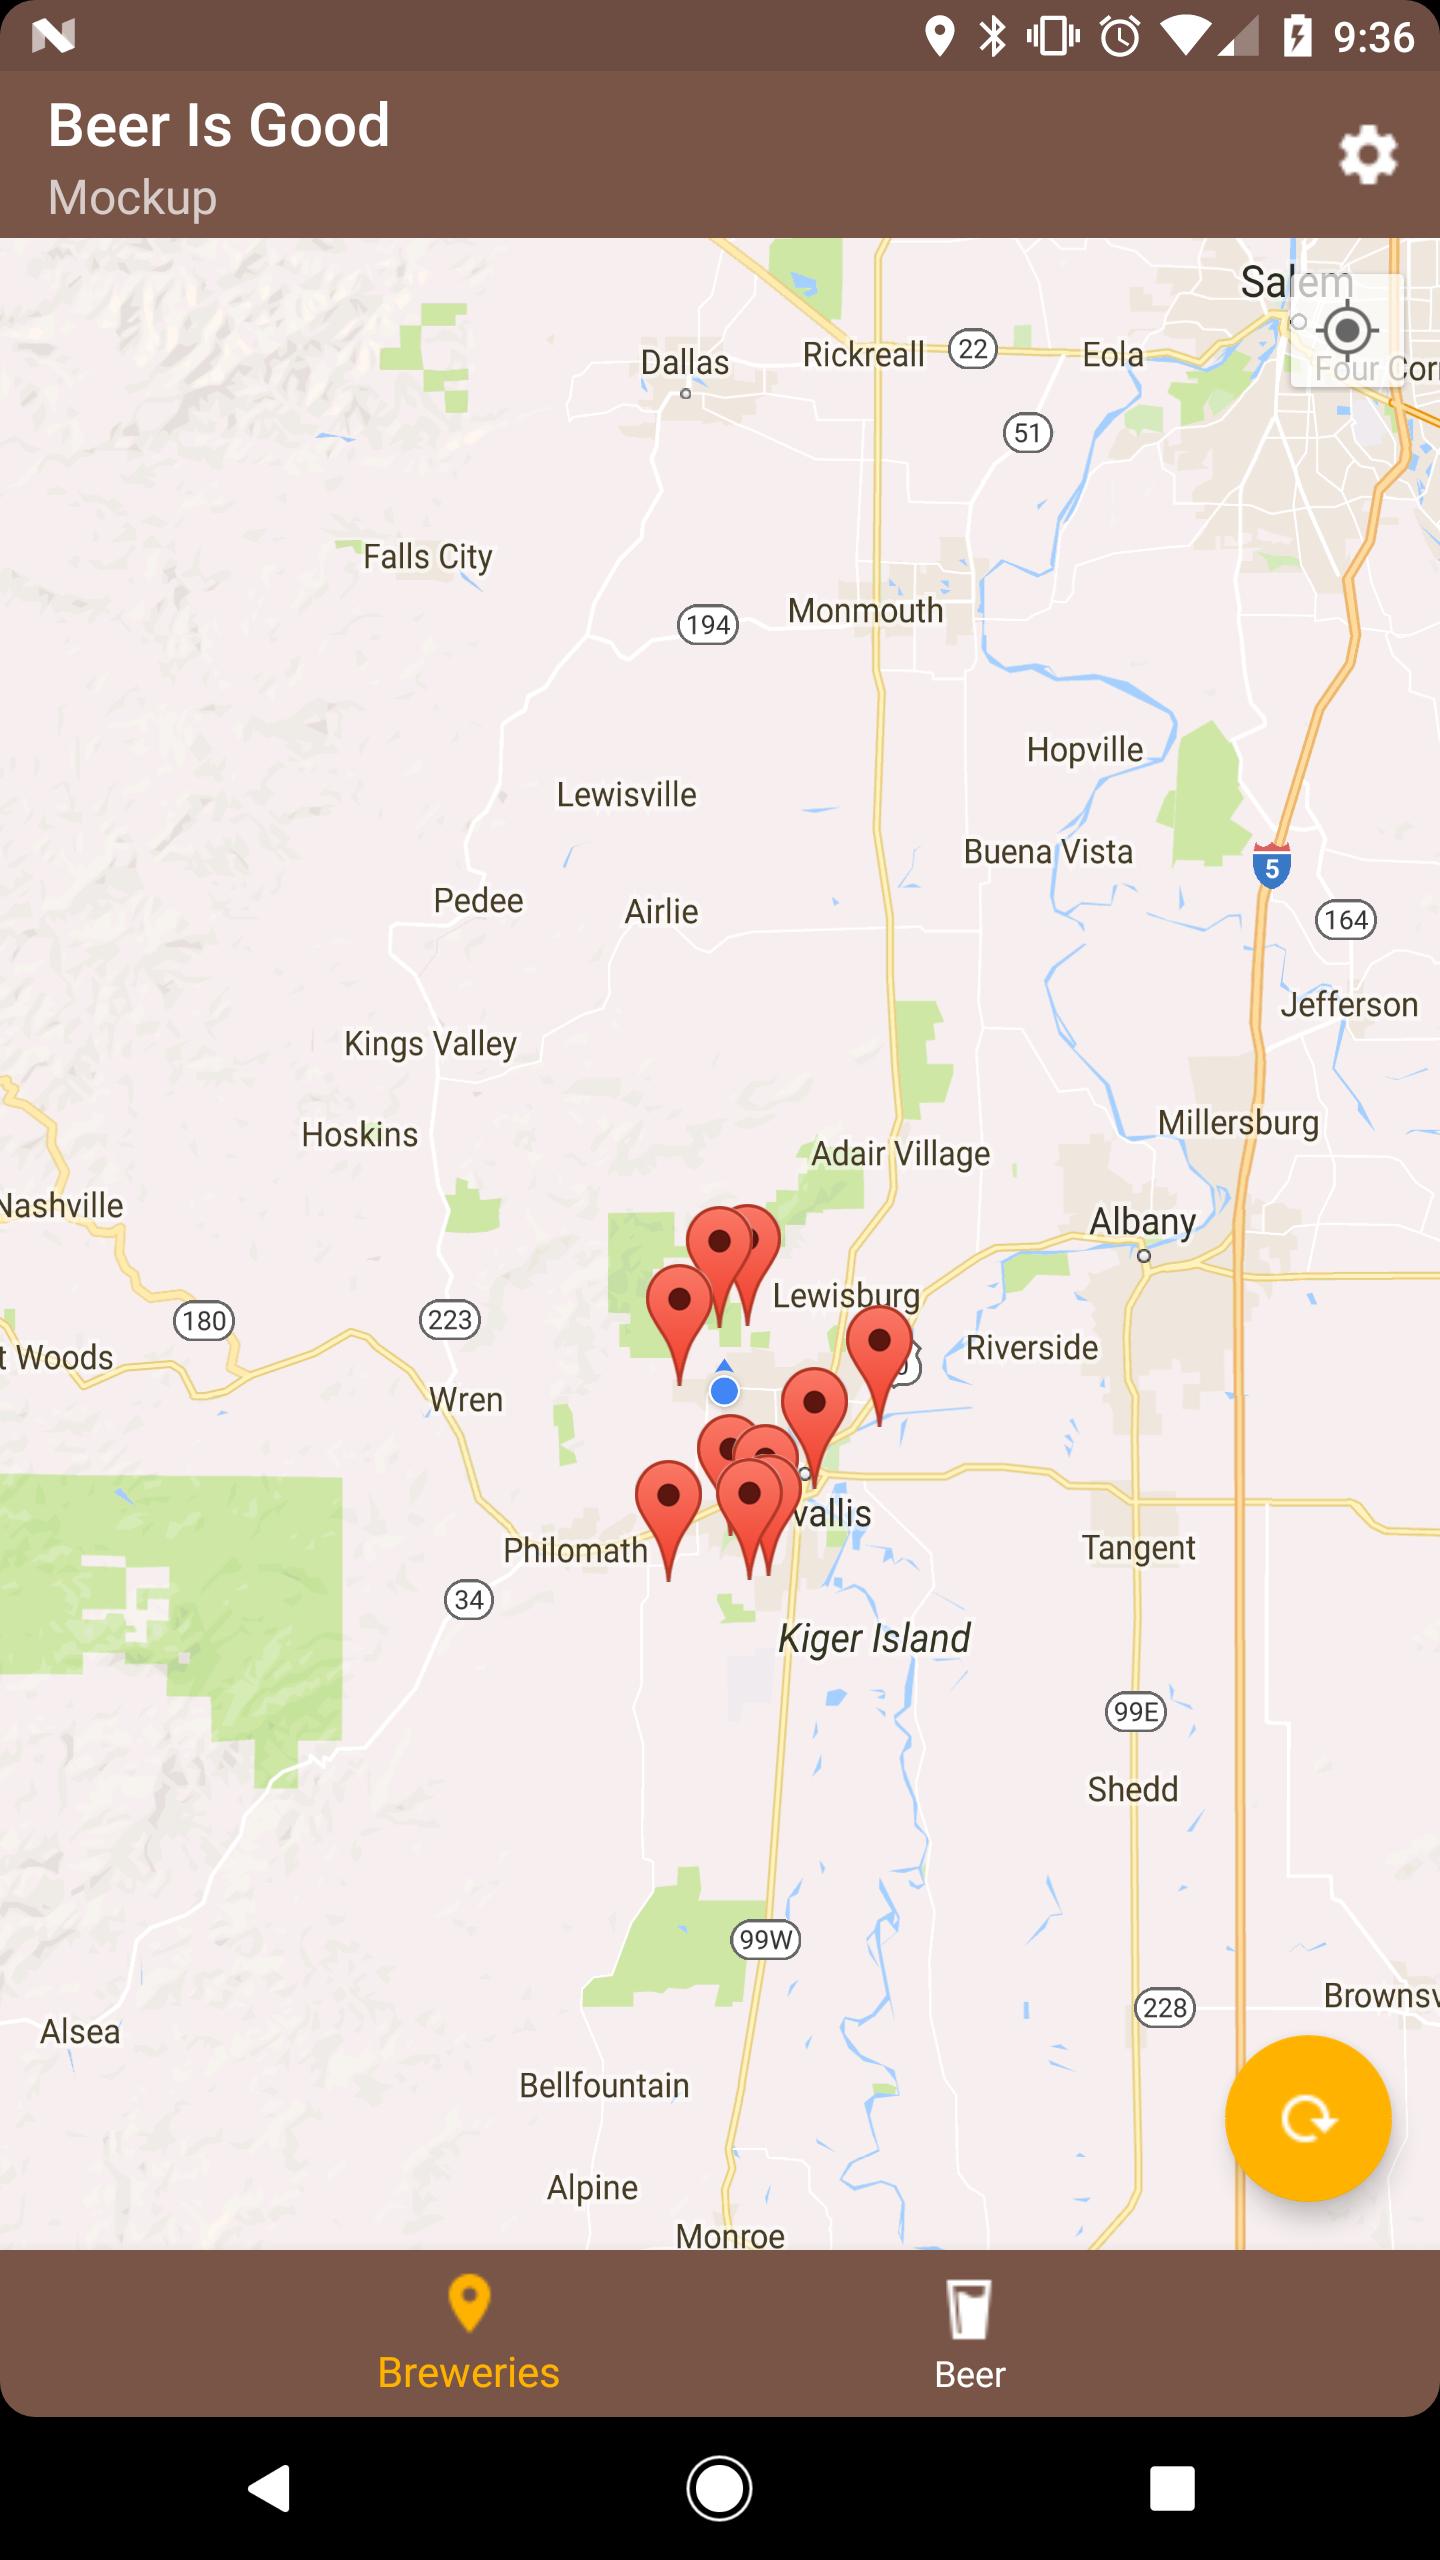 9:36
Beer Is Good
Mockup
Salem
Dallas
Rickreall
22
Eola
Four Corn
51
Falls City
194
Monmouth
Hopville
Lewisville
Buena Vista
5
Pedee
Airlie
164
Jefferson
Kings Valley
Hoskins
Millersburg
Adair Village
Nashville
Albany
Lewisburg
180
223
Riverside
t Woods
Wren
vallis
Philomath
Tangent
34
Kiger Island
99E
Shedd
99W
Brownsv
228
Alsea
Bellfountain
Alpine
Monroe
Breweries
Beer